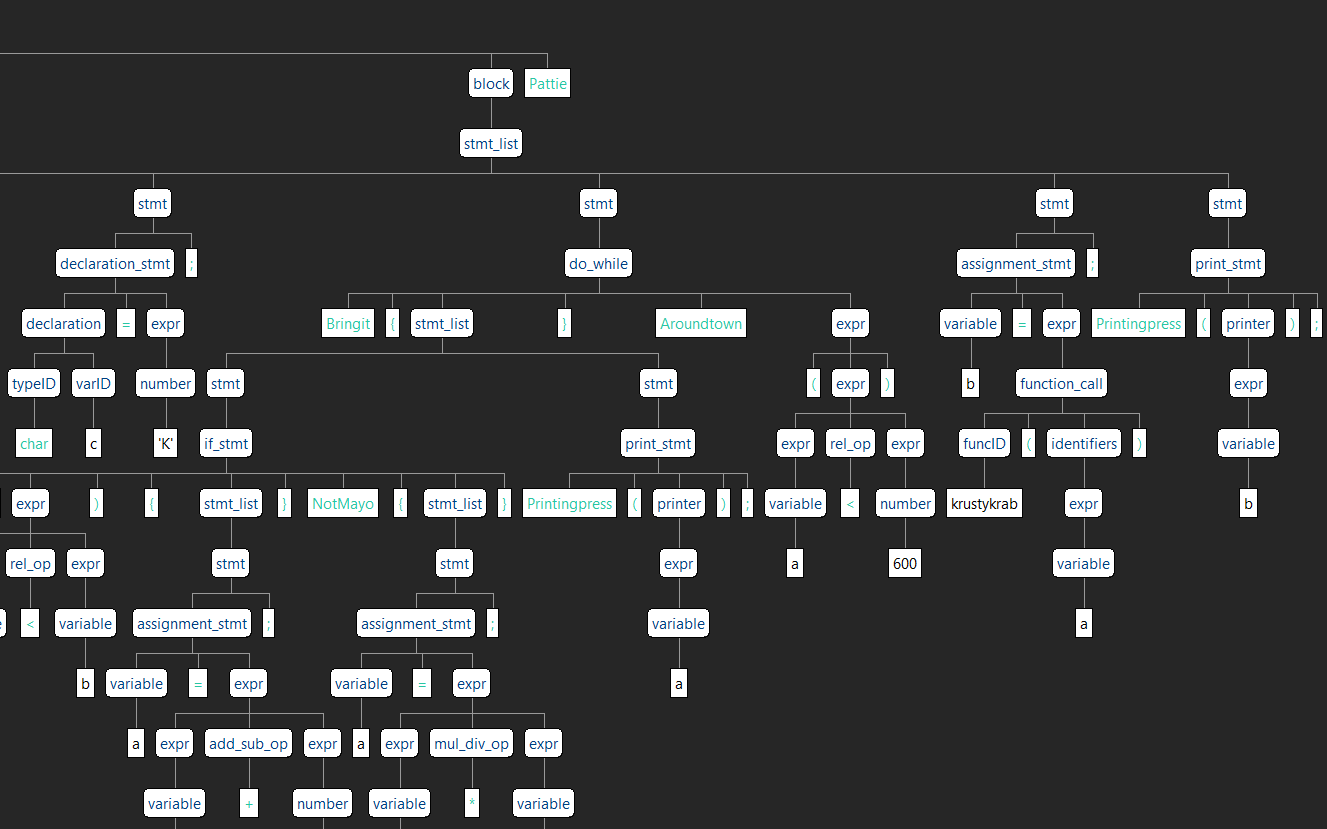 block Pattie
stmt_list
stmt stmt stmt stmt
declaration_stmt ; do_while assignment_stmt ; print_stmt
declaration = expr Bringit { stmt_list } Aroundtown expr variable = expr Printingpress ( printer ) ;
typeID varID number stmt stmt ( expr ) b function_call expr
char c 'K' if_stmt print_stmt expr rel_op expr funcID ( identifiers ) variable
expr ) { stmt_list } NotMayo { stmt_list } Printingpress ( printer ) ; variable < number krustykrab expr b
rel_op expr stmt stmt expr a 600 variable
< variable assignment_stmt ; assignment_stmt ; variable a
b variable = expr variable = expr a
a expr add_sub_op expr a expr mul_div_op expr
variable + number variable * variable